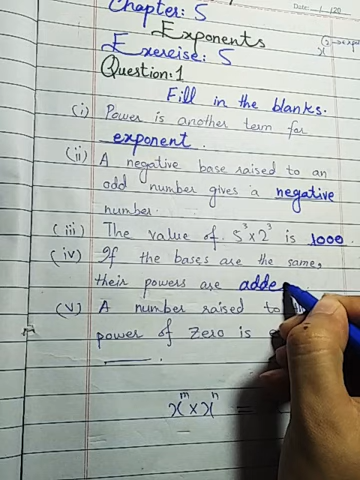 Chapter: 5
Exponents
Exercise: 5
Question: 1
Fill in the blanks.
(i) Power is another term for
exponent.
(ii) A negative base raised to an
odd number gives a negative
number.
(iii) The value of 5³ × 2³ is 1000
(iv) If the bases are the same,
their powers are adde
(v) A number raised to
power of zero is
x^m × x^n =